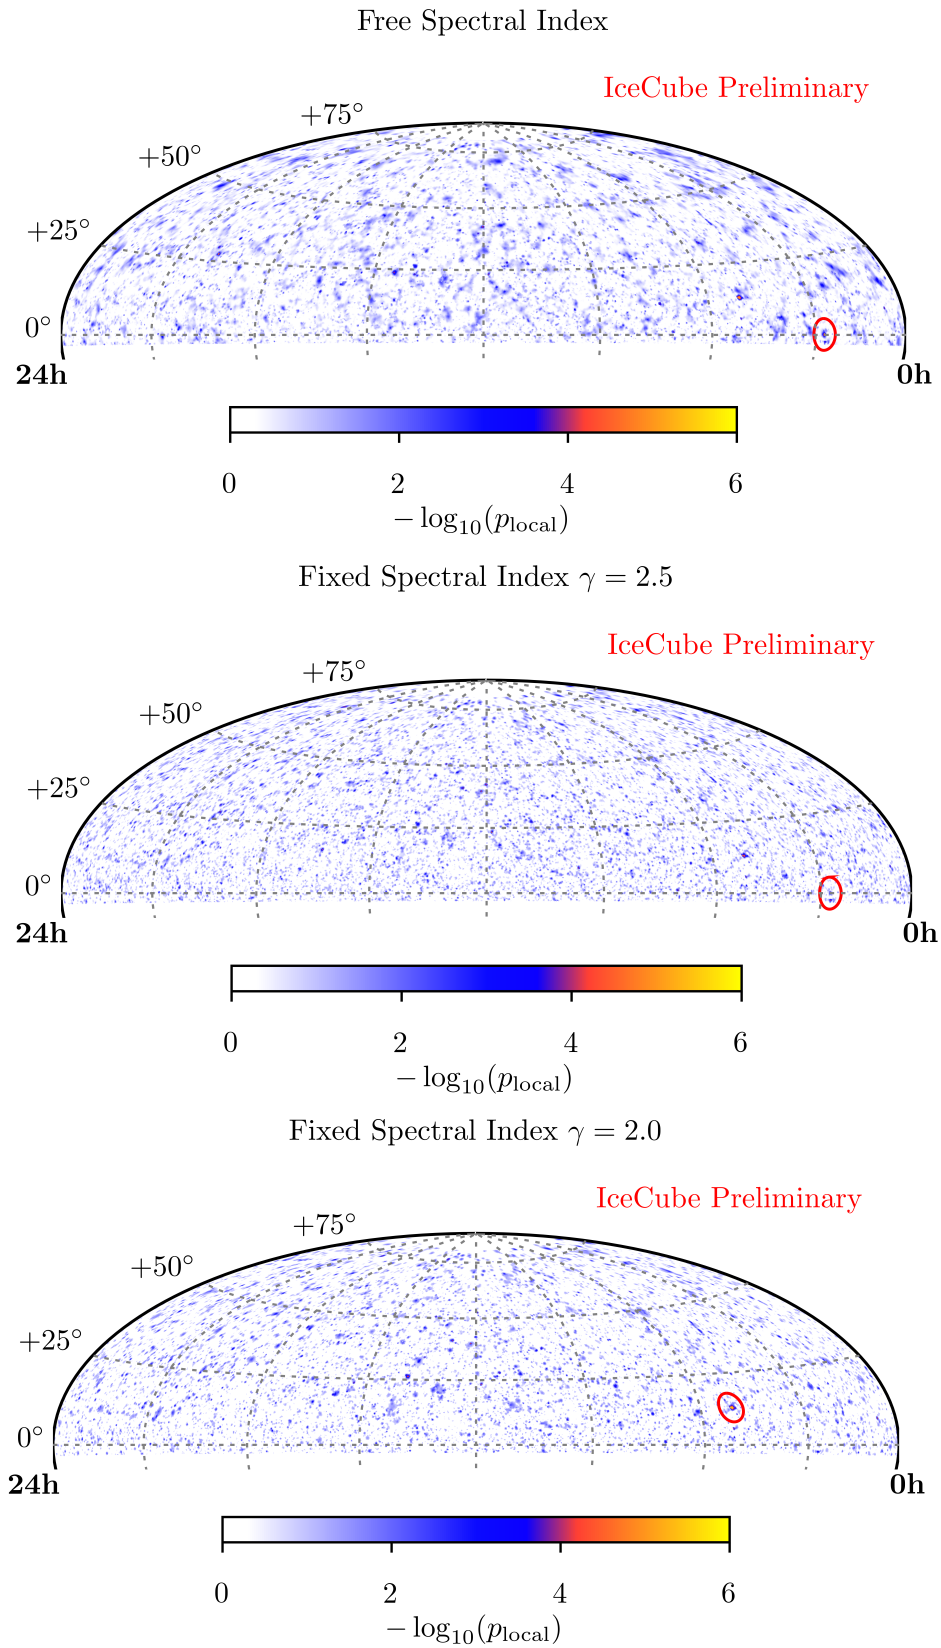 Free Spectral Index
IceCube Preliminary
+75°
+50°
+25°
0°
24h 0h
0 2 4 6
− log10(plocal)
Fixed Spectral Index γ = 2.5
IceCube Preliminary
+75°
+50°
+25°
0°
24h 0h
0 2 4 6
− log10(plocal)
Fixed Spectral Index γ = 2.0
IceCube Preliminary
+75°
+50°
+25°
0°
24h 0h
0 2 4 6
− log10(plocal)